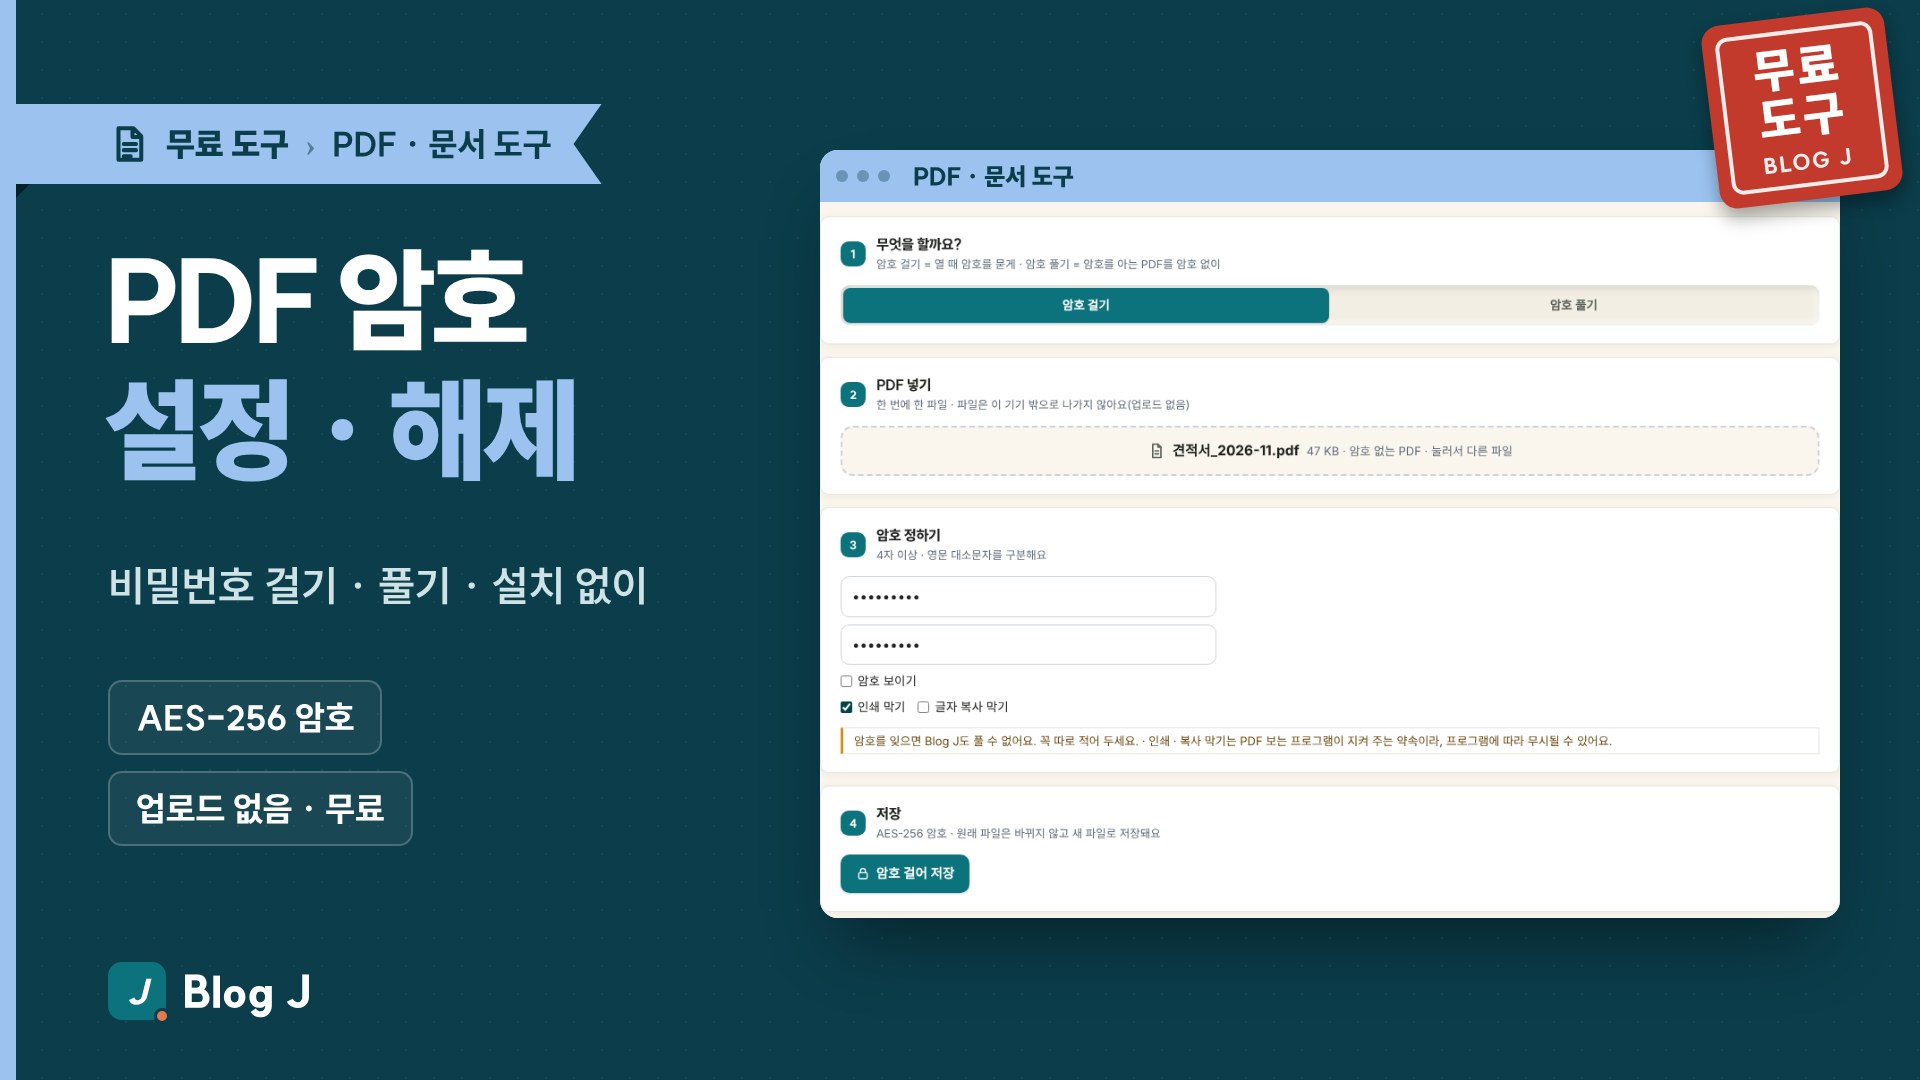 무료 도구 › PDF · 문서 도구
PDF 암호
설정 · 해제
비밀번호 걸기 · 풀기 · 설치 없이
AES-256 암호
업로드 없음 · 무료
J Blog J
무료
도구
BLOG J
PDF · 문서 도구
1 무엇을 할까요?
암호 걸기 = 열 때 암호를 묻게 · 암호 풀기 = 암호를 아는 PDF를 암호 없이
암호 걸기 암호 풀기
2 PDF 넣기
한 번에 한 파일 · 파일은 이 기기 밖으로 나가지 않아요(업로드 없음)
견적서_2026-11.pdf 47 KB · 암호 없는 PDF · 눌러서 다른 파일
3 암호 정하기
4자 이상 · 영문 대소문자를 구분해요
•••••••••
•••••••••
암호 보이기
인쇄 막기 글자 복사 막기
암호를 잊으면 Blog J도 풀 수 없어요. 꼭 따로 적어 두세요. · 인쇄 · 복사 막기는 PDF 보는 프로그램이 지켜 주는 약속이라, 프로그램에 따라 무시될 수 있어요.
4 저장
AES-256 암호 · 원래 파일은 바뀌지 않고 새 파일로 저장돼요
암호 걸어 저장